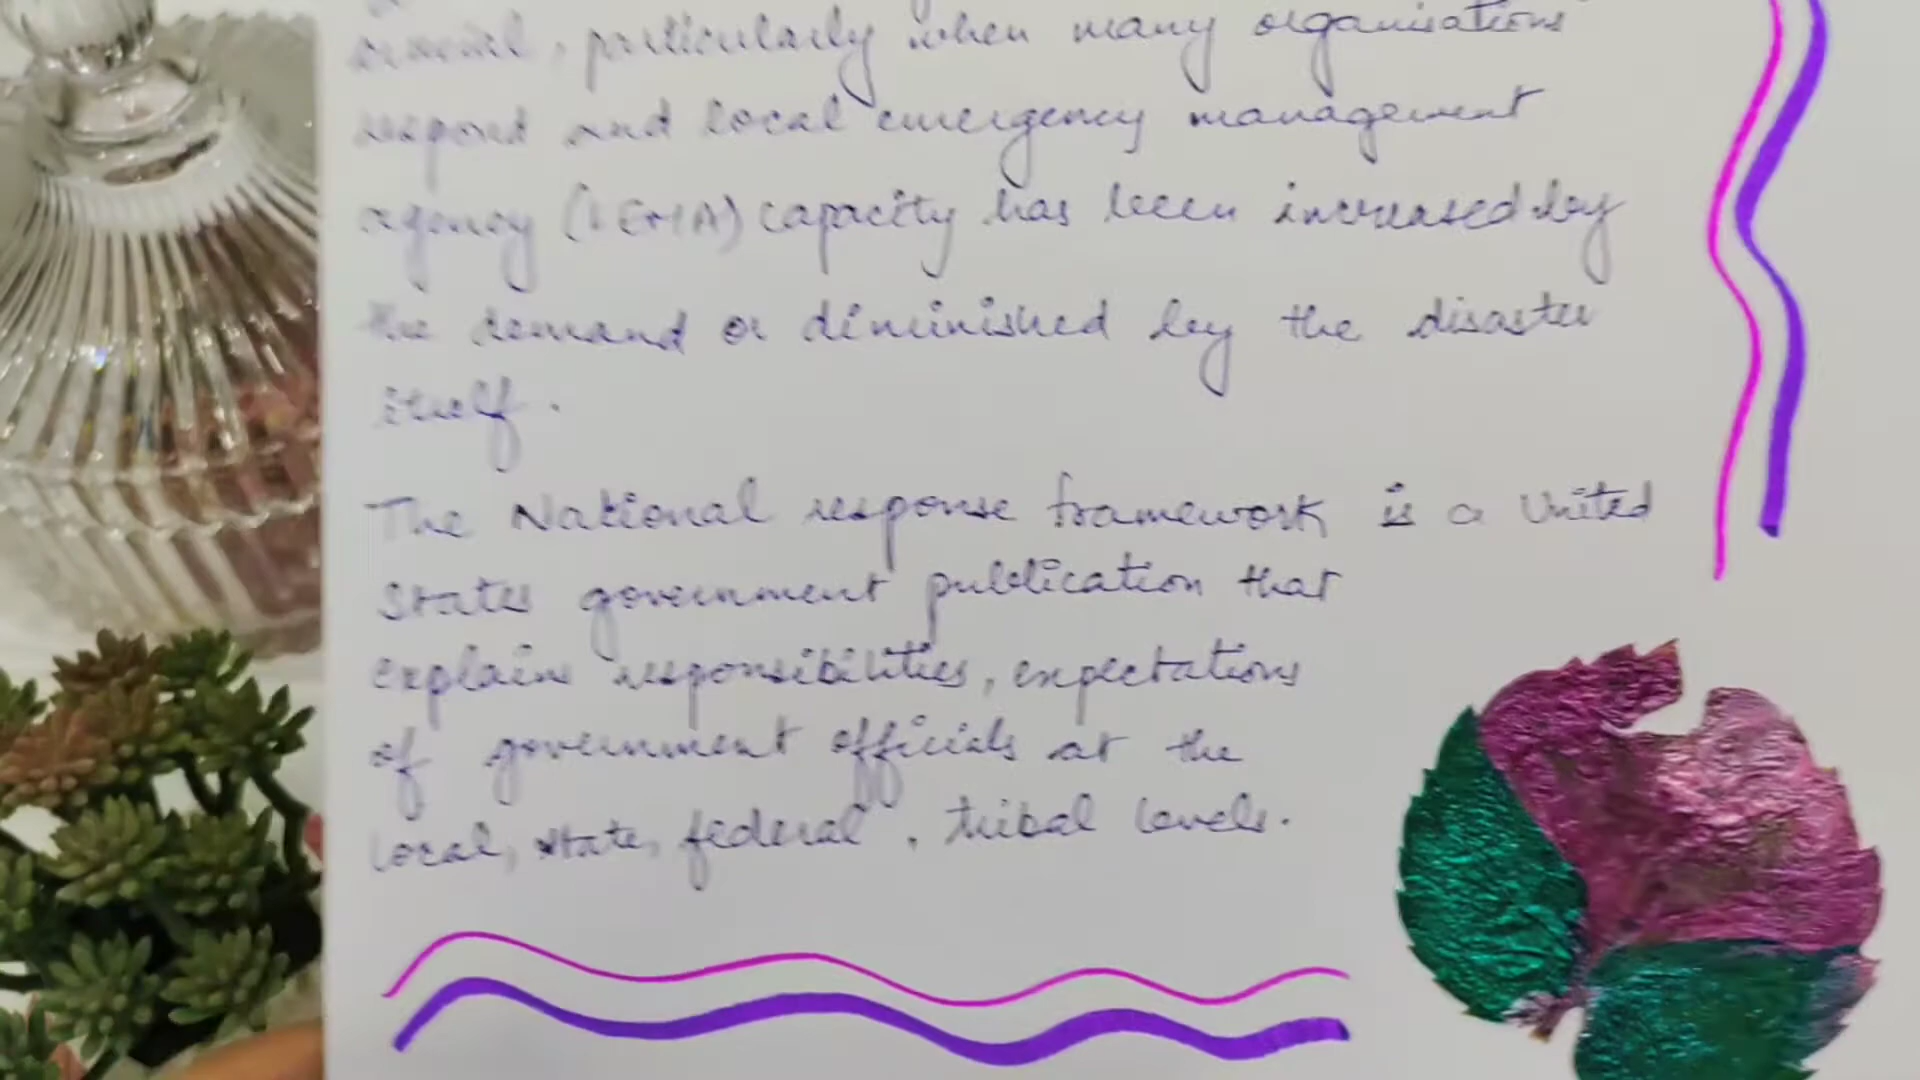 crucial, particularly when many organisations
respond and local emergency management
agency (LEMA) capacity has been increased by
the demand or diminished by the disaster
itself.
The National response framework is a United
States government publication that
explains responsibilities, expectations
of government officials at the
local, state, federal, tribal levels.